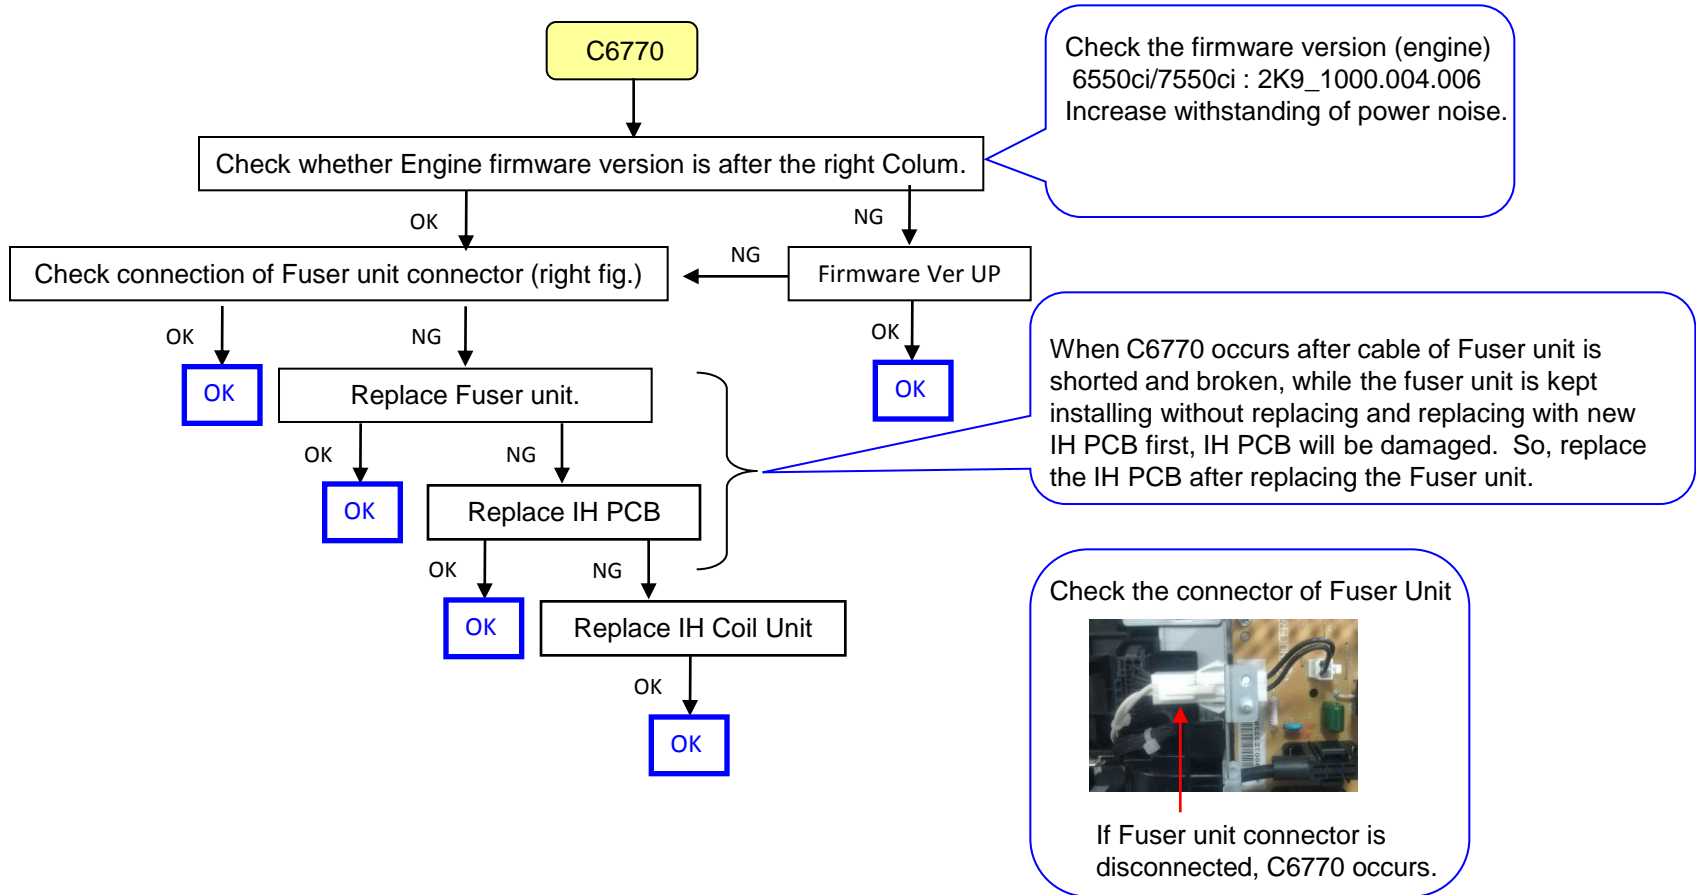 C6770
Check the firmware version (engine)
6550ci/7550ci : 2K9_1000.004.006
Increase withstanding of power noise.
Check whether Engine firmware version is after the right Colum.
OK
NG
Check connection of Fuser unit connector (right fig.)
NG
Firmware Ver UP
OK
NG
OK
OK
Replace Fuser unit.
OK
When C6770 occurs after cable of Fuser unit is
shorted and broken, while the fuser unit is kept
installing without replacing and replacing with new
IH PCB first, IH PCB will be damaged.  So, replace
the IH PCB after replacing the Fuser unit.
OK
NG
OK
Replace IH PCB
OK
NG
OK
Replace IH Coil Unit
OK
OK
Check the connector of Fuser Unit
If Fuser unit connector is
disconnected, C6770 occurs.